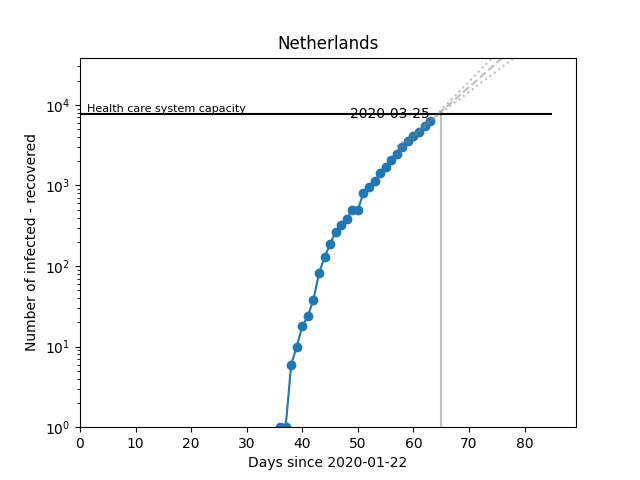 Netherlands
Number of infected - recovered
10^4
10^3
10^2
10^1
10^0
Health care system capacity
2020-03-25
0 10 20 30 40 50 60 70 80
Days since 2020-01-22